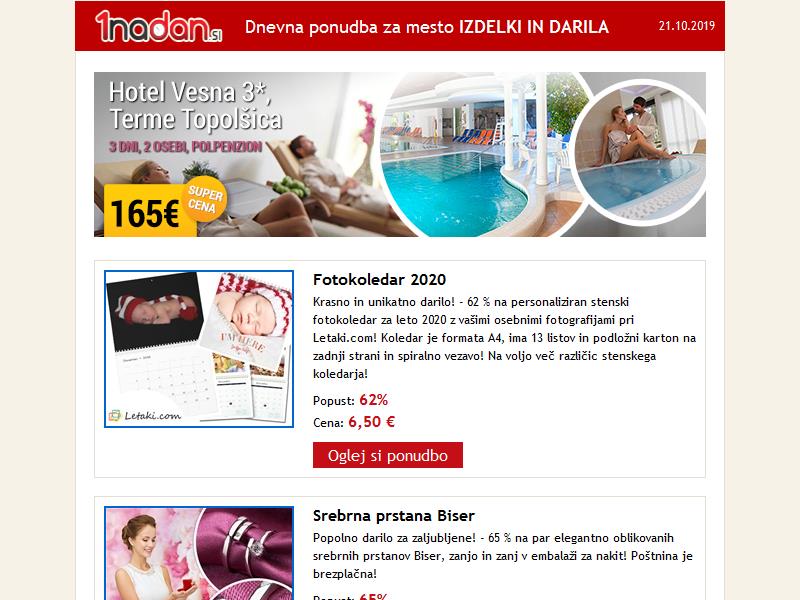 1nadan.si
Dnevna ponudba za mesto IZDELKI IN DARILA
21.10.2019
Hotel Vesna 3*,
Terme Topolšica
3 DNI, 2 OSEBI, POLPENZION
165€
SUPER
CENA
Fotokoledar 2020
Krasno in unikatno darilo! - 62 % na personaliziran stenski
fotokoledar za leto 2020 z vašimi osebnimi fotografijami pri
Letaki.com! Koledar je formata A4, ima 13 listov in podložni karton na
zadnji strani in spiralno vezavo! Na voljo več različic stenskega
koledarja!
Popust: 62%
Cena: 6,50 €
Oglej si ponudbo
I'M HERE
Letaki.com
Srebrna prstana Biser
Popolno darilo za zaljubljene! - 65 % na par elegantno oblikovanih
srebrnih prstanov Biser, zanjo in zanj v embalaži za nakit! Poštnina je
brezplačna!
Popust: 65%